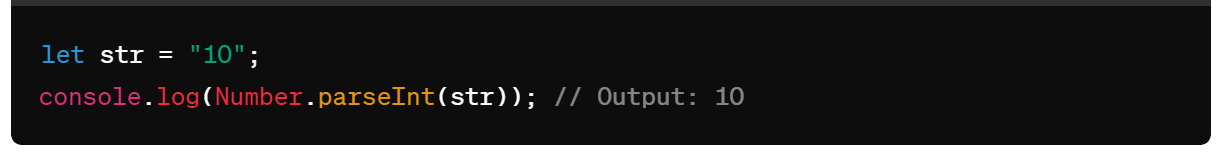 let str = "10";
console.log(Number.parseInt(str)); // Output: 10